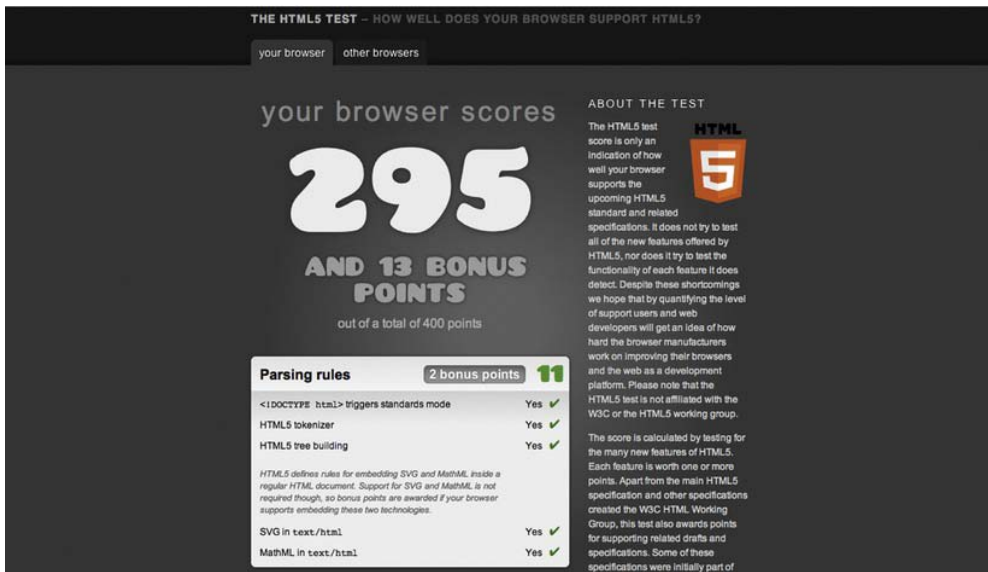 THE HTML5 TEST – HOW WELL DOES YOUR BROWSER SUPPORT HTML5?
your browser
other browsers
your browser scores
295
AND 13 BONUS
POINTS
out of a total of 400 points
Parsing rules
2 bonus points
11
<!DOCTYPE html> triggers standards mode
Yes ✔
HTML5 tokenizer
Yes ✔
HTML5 tree building
Yes ✔
HTML5 defines rules for embedding SVG and MathML inside a
regular HTML document. Support for SVG and MathML is not
required though, so bonus points are awarded if your browser
supports embedding these two technologies.
SVG in text/html
Yes ✔
MathML in text/html
Yes ✔
ABOUT THE TEST
HTML
5
The HTML5 test
score is only an
indication of how
well your browser
supports the
upcoming HTML5
standard and related
specifications. It does not try to test
all of the new features offered by
HTML5, nor does it try to test the
functionality of each feature it does
detect. Despite these shortcomings
we hope that by quantifying the level
of support users and web
developers will get an idea of how
hard the browser manufacturers
work on improving their browsers
and the web as a development
platform. Please note that the
HTML5 test is not affiliated with the
W3C or the HTML5 working group.
The score is calculated by testing for
the many new features of HTML5.
Each feature is worth one or more
points. Apart from the main HTML5
specification and other specifications
created the W3C HTML Working
Group, this test also awards points
for supporting related drafts and
specifications. Some of these
specifications were initially part of